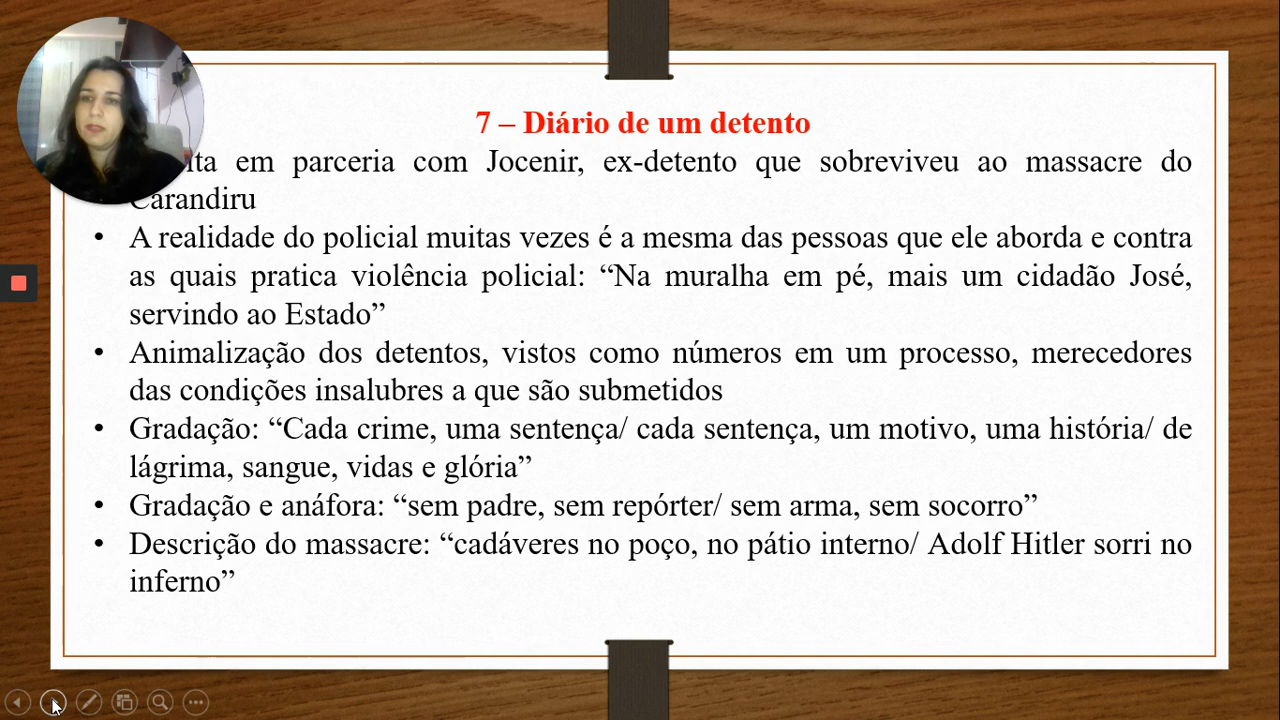 7 – Diário de um detento
em parceria com Jocenir, ex-detento que sobreviveu ao massacre do
Carandiru
• A realidade do policial muitas vezes é a mesma das pessoas que ele aborda e contra
as quais pratica violência policial: “Na muralha em pé, mais um cidadão José,
servindo ao Estado”
• Animalização dos detentos, vistos como números em um processo, merecedores
das condições insalubres a que são submetidos
• Gradação: “Cada crime, uma sentença/ cada sentença, um motivo, uma história/ de
lágrima, sangue, vidas e glória”
• Gradação e anáfora: “sem padre, sem repórter/ sem arma, sem socorro”
• Descrição do massacre: “cadáveres no poço, no pátio interno/ Adolf Hitler sorri no
inferno”